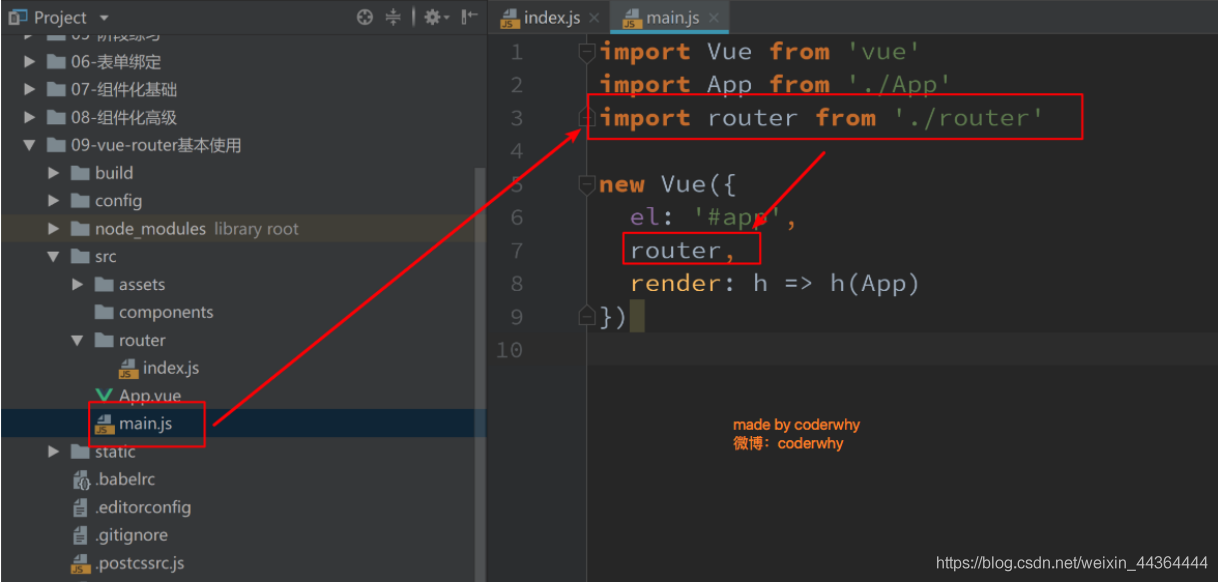 Project
05-阶段练习
06-表单绑定
07-组件化基础
08-组件化高级
09-vue-router基本使用
build
config
node_modules library root
src
assets
components
router
index.js
App.vue
main.js
static
.babelrc
.editorconfig
.gitignore
.postcssrc.js
index.js
main.js
1 import Vue from 'vue'
2 import App from './App'
3 import router from './router'
4
5 new Vue({
6 el: '#app',
7 router,
8 render: h => h(App)
9 })
10
made by coderwhy
微博：coderwhy
https://blog.csdn.net/weixin_44364444